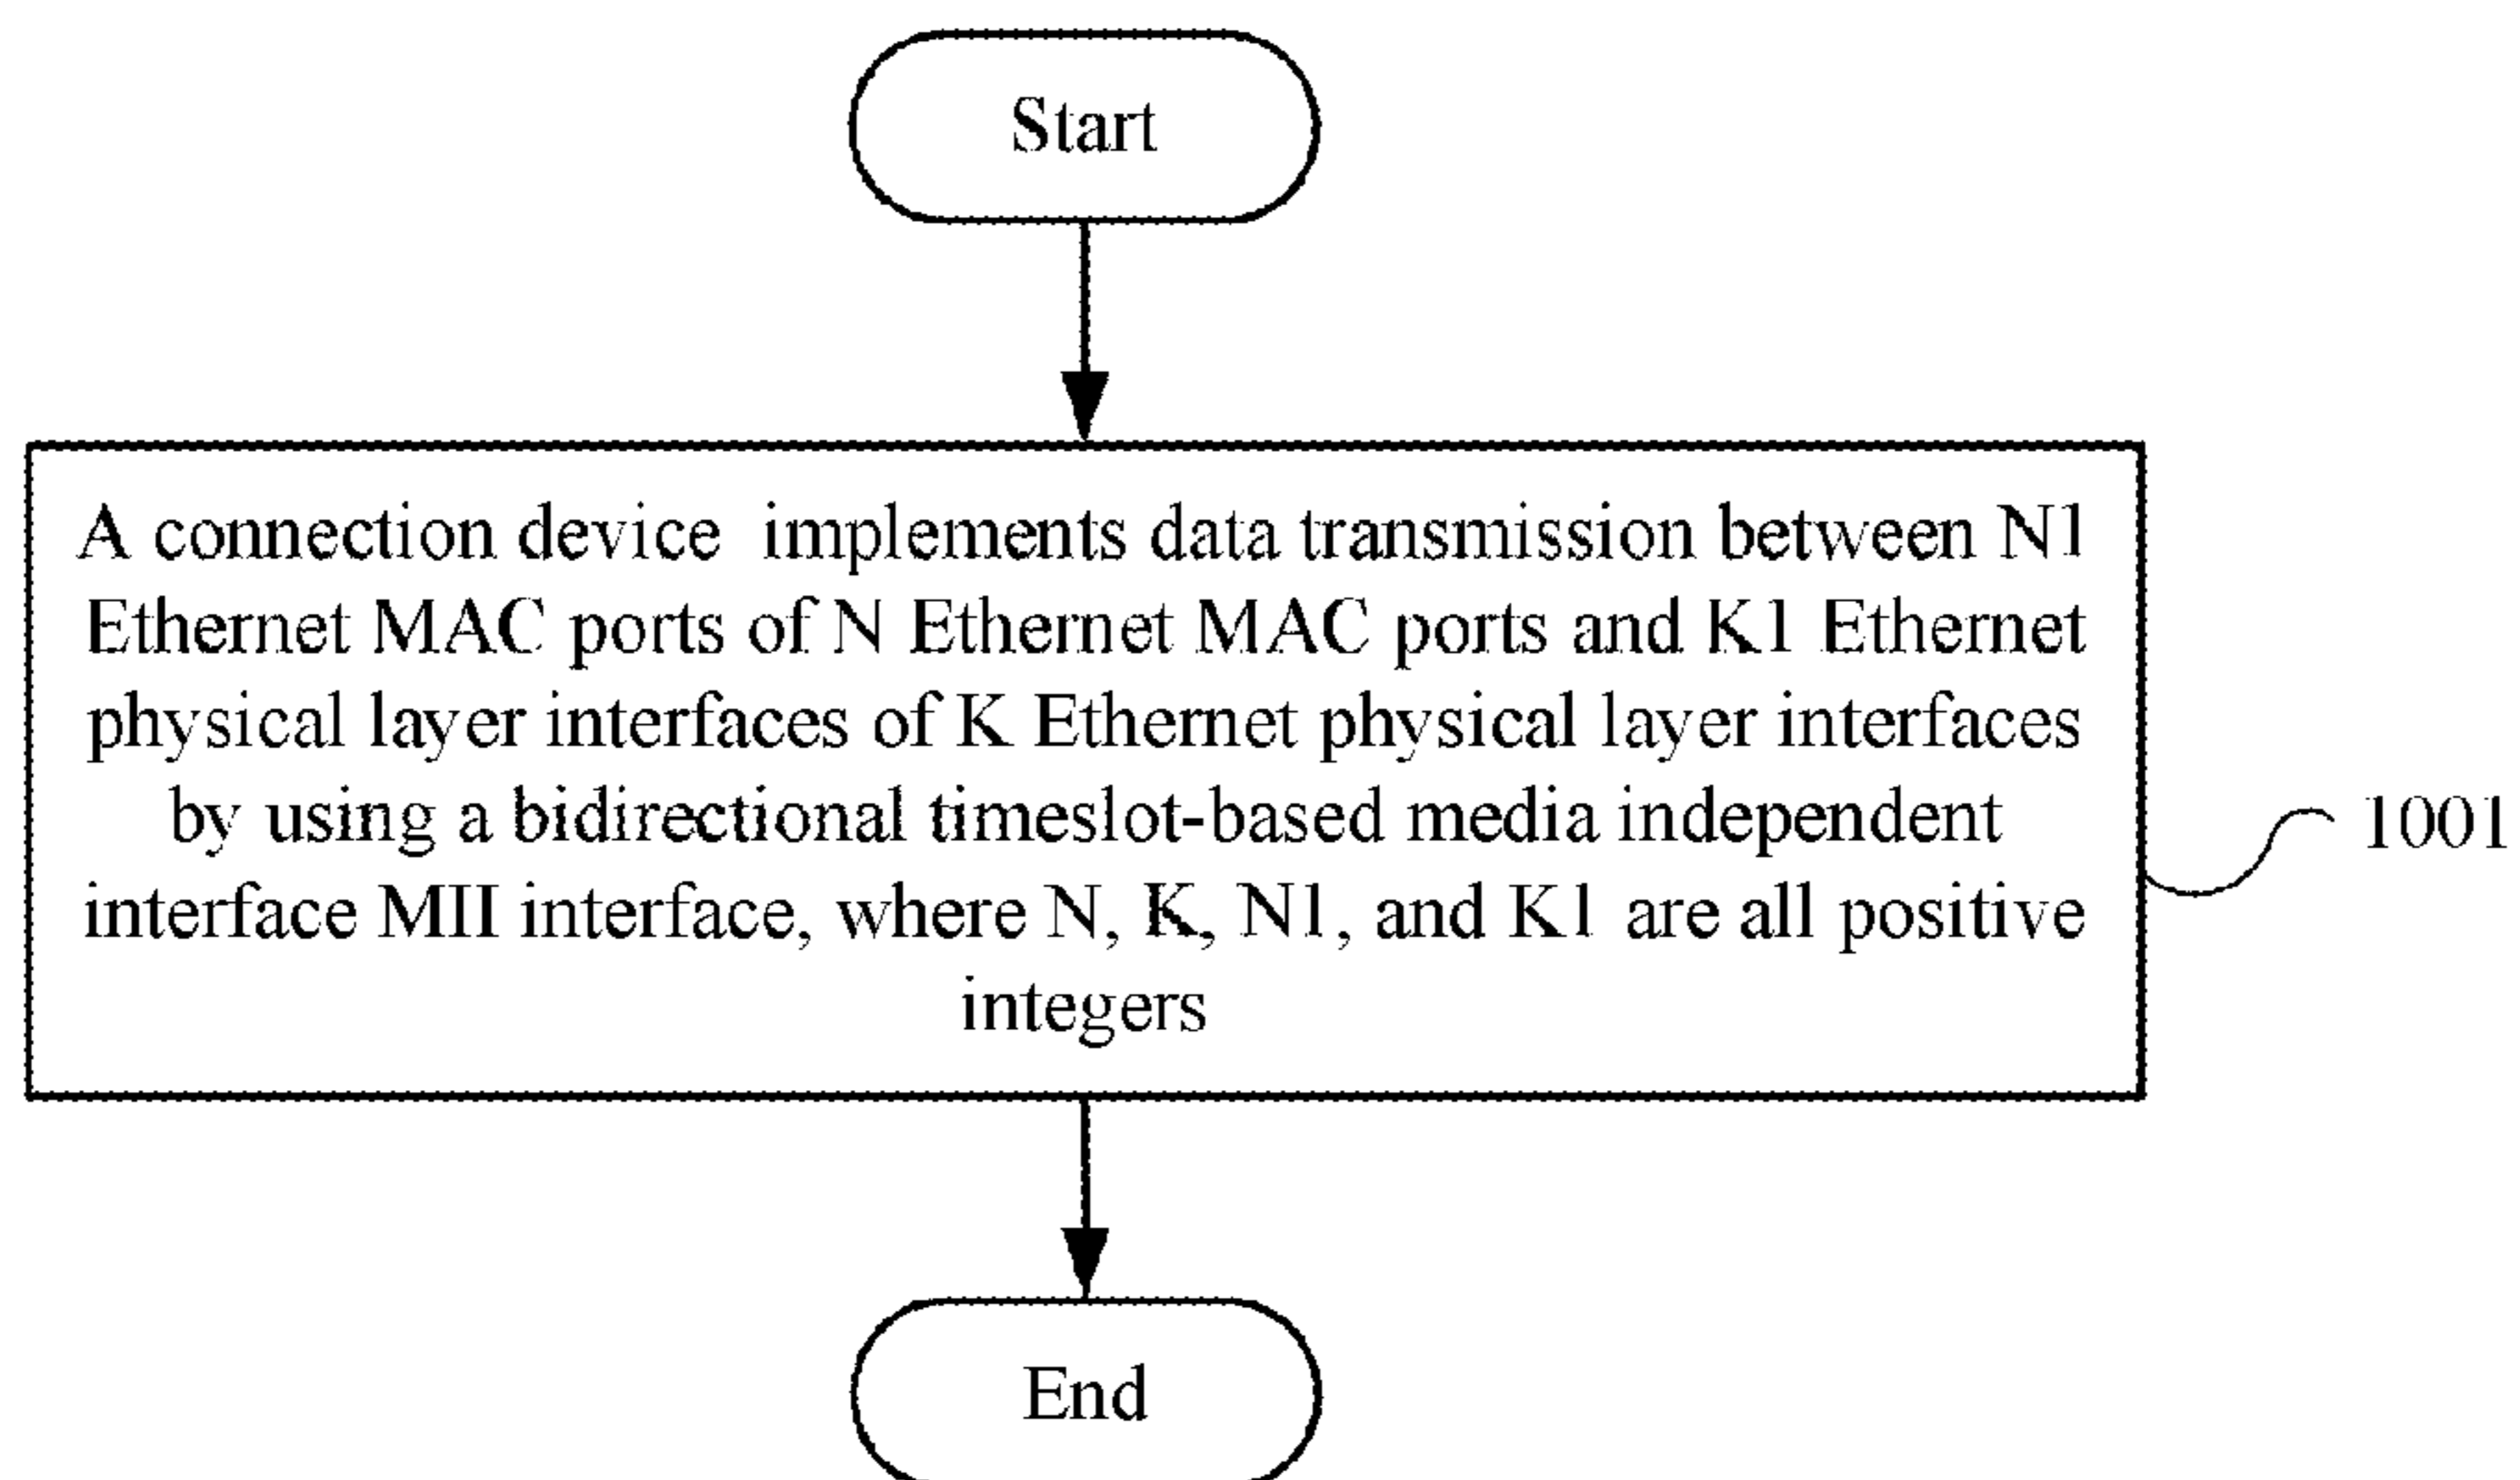 Start
A connection device implements data transmission between N1
Ethernet MAC ports of N Ethernet MAC ports and K1 Ethernet
physical layer interfaces of K Ethernet physical layer interfaces
by using a bidirectional timeslot-based media independent
interface MII interface, where N, K, N1, and K1 are all positive
integers
1001
End